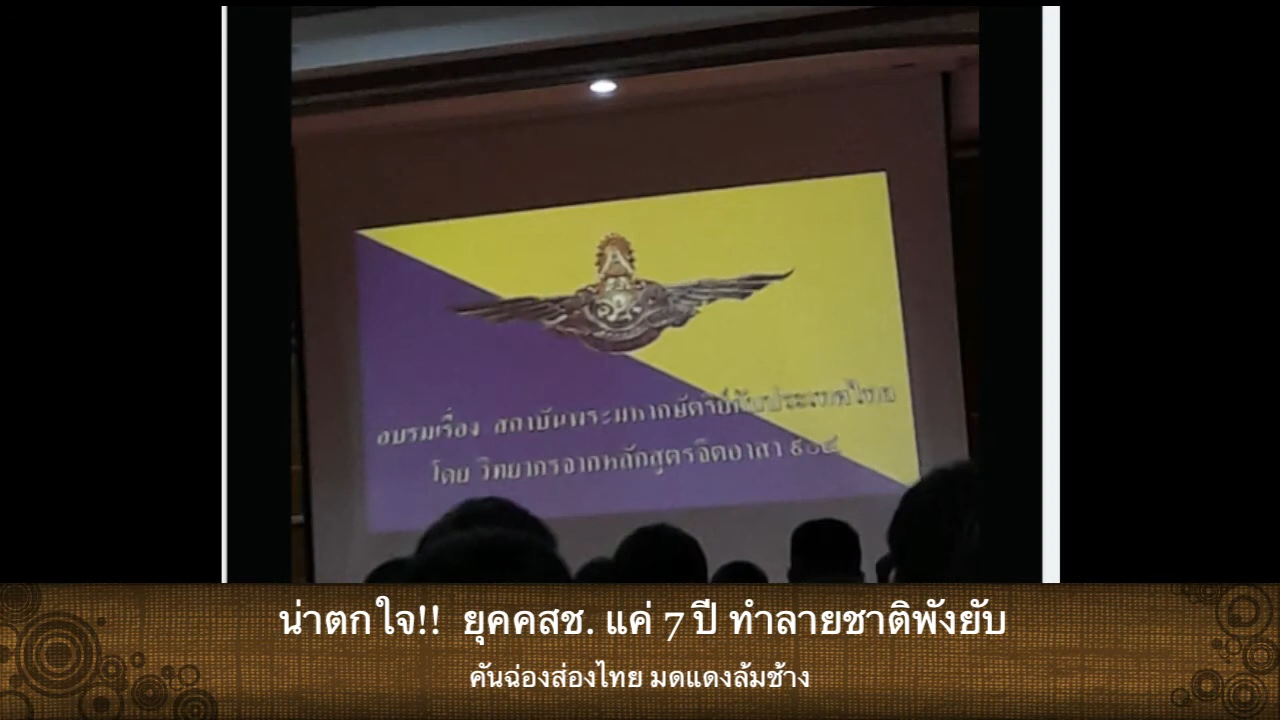 อบรมเรื่อง สถาบันพระมหากษัตริย์กับประเทศไทย
โดย วิทยากรจากหลักสูตรจิตอาสา ๙๐๔
น่าตกใจ!! ยุคคสช. แค่ 7 ปี ทำลายชาติพังยับ
คันฉ่องส่องไทย มดแดงล้มช้าง